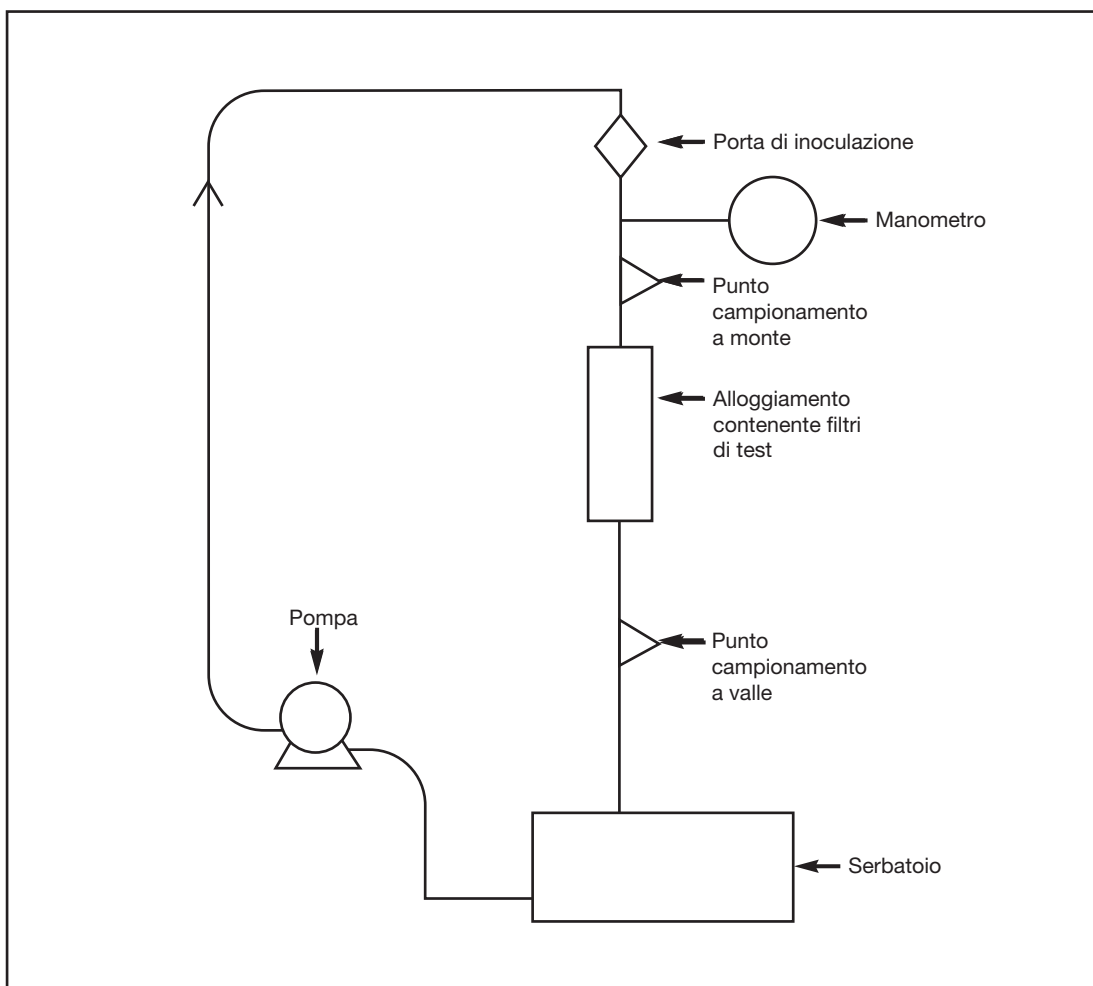 Porta di inoculazione
Manometro
Punto
campionamento
a monte
Alloggiamento
contenente filtri
di test
Pompa
Punto
campionamento
a valle
Serbatoio